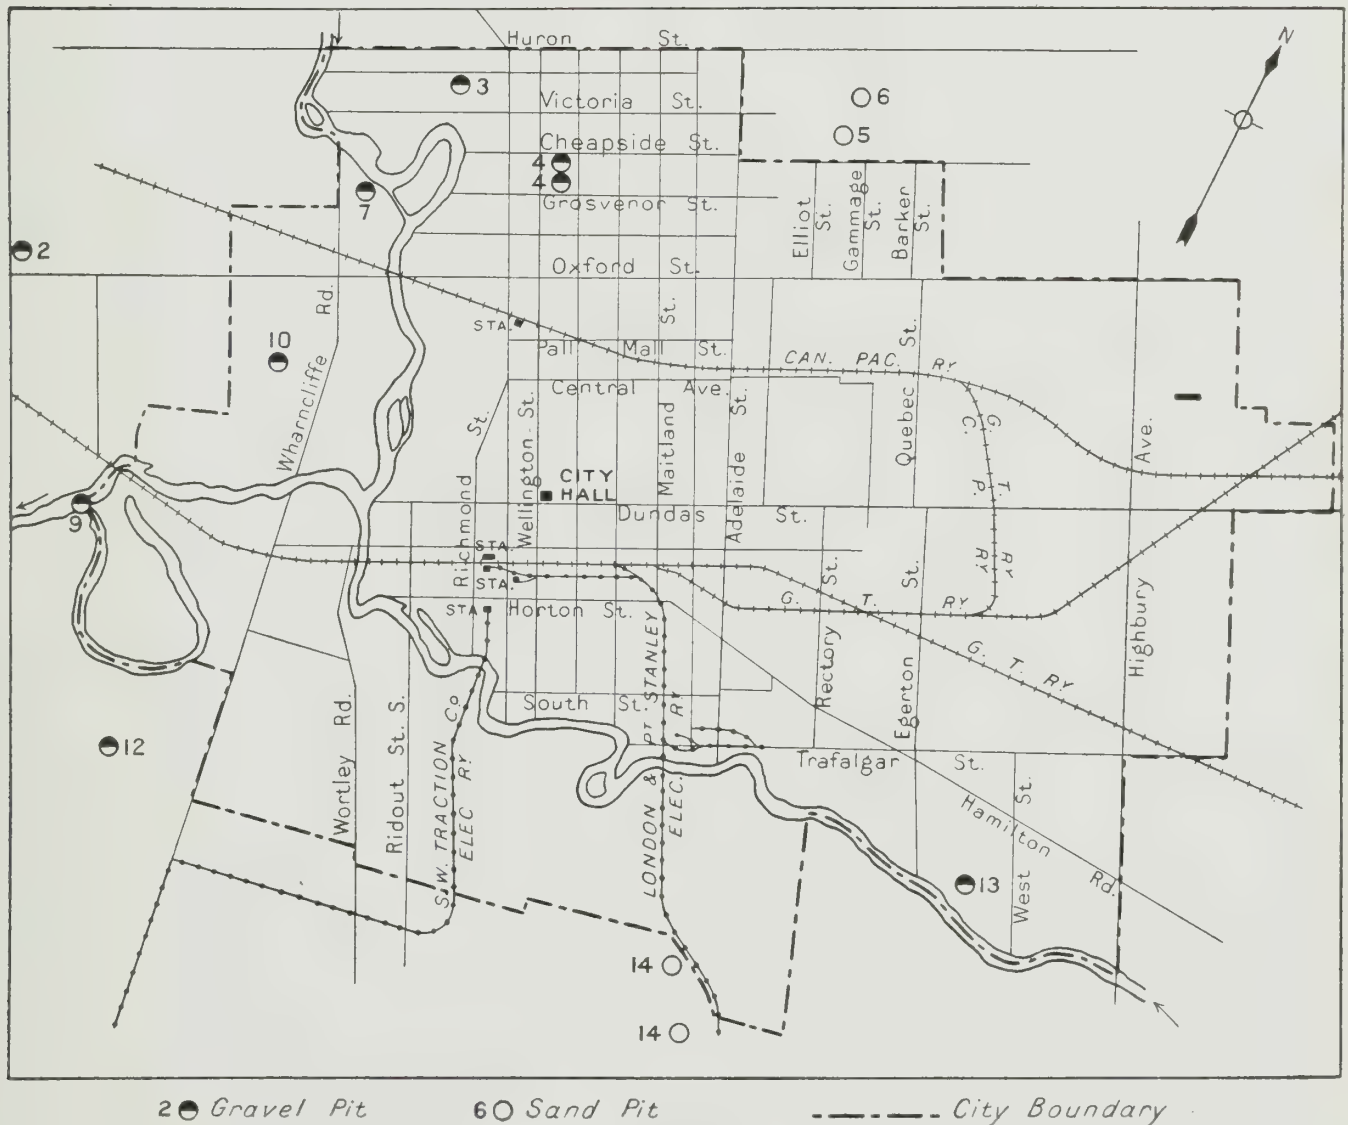 Huron St.
N
3
6
Victoria St.
5
Cheapside St.
4
4
7
Grosvenor St.
Elliot St.
Gammage St.
Barker St.
2
Oxford St.
Rd.
St.
STA.
10
Pall Mall St.
CAN. PAC. RY
Wharncliffe
Central Ave.
St.
St.
St.
Maitland
St.
Quebec
G. T. RY
C. P. RY
Ave.
CITY
HALL
9
Richmond
Wellington
Dundas St.
Adelaide
STA.
STA.
St.
St.
STA
Horton St.
G. T. RY
Highbury
Rectory
G. T. RY
Egerton
South St.
12
Wortley Rd.
Ridout St. S.
S.W. TRACTION Co
ELEC RY
LONDON & PT STANLEY
ELEC. RY
Trafalgar St.
West St.
Hamilton Rd.
13
14
14
2 Gravel Pit
6 Sand Pit
City Boundary